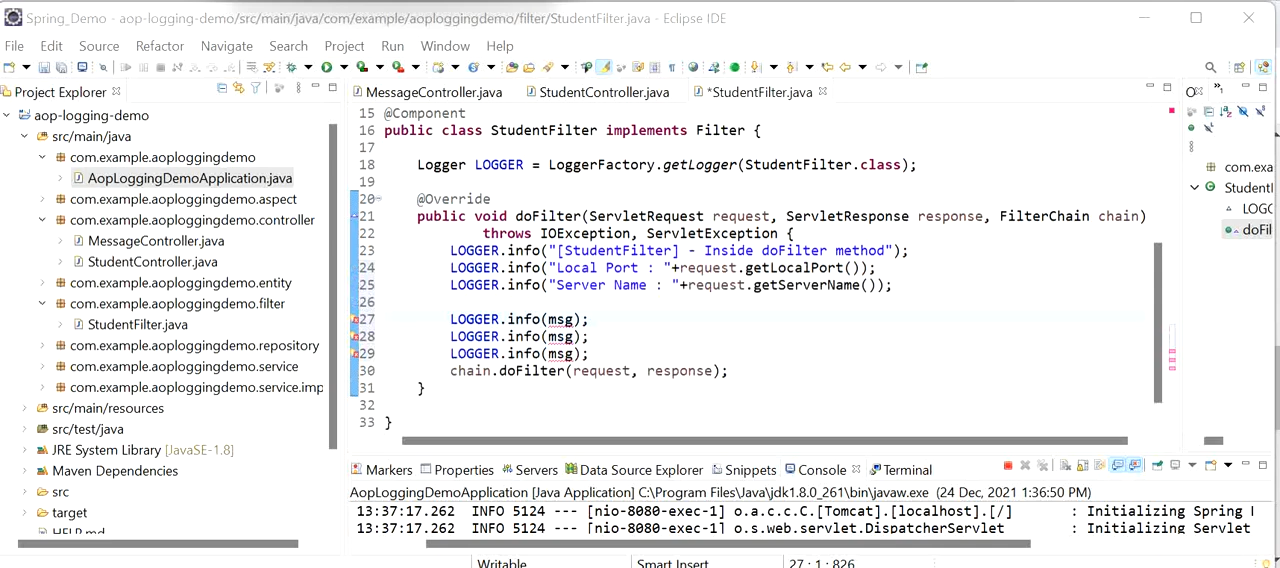 Spring_Demo - aop-logging-demo/src/main/java/com/example/aoploggingdemo/filter/StudentFilter.java - Eclipse IDE
File Edit Source Refactor Navigate Search Project Run Window Help
Project Explorer
aop-logging-demo
src/main/java
com.example.aoploggingdemo
AopLoggingDemoApplication.java
com.example.aoploggingdemo.aspect
com.example.aoploggingdemo.controller
MessageController.java
StudentController.java
com.example.aoploggingdemo.entity
com.example.aoploggingdemo.filter
StudentFilter.java
com.example.aoploggingdemo.repository
com.example.aoploggingdemo.service
com.example.aoploggingdemo.service.imp
src/main/resources
src/test/java
JRE System Library [JavaSE-1.8]
Maven Dependencies
src
target
HELP.md
MessageController.java StudentController.java *StudentFilter.java
15 @Component
16 public class StudentFilter implements Filter {
17
18 Logger LOGGER = LoggerFactory.getLogger(StudentFilter.class);
19
20 @Override
21 public void doFilter(ServletRequest request, ServletResponse response, FilterChain chain)
22 throws IOException, ServletException {
23 LOGGER.info("[StudentFilter] - Inside doFilter method");
24 LOGGER.info("Local Port : "+request.getLocalPort());
25 LOGGER.info("Server Name : "+request.getServerName());
26
27 LOGGER.info(msg);
28 LOGGER.info(msg);
29 LOGGER.info(msg);
30 chain.doFilter(request, response);
31 }
32
33 }
com.exa
Student
LOGG
doFil
Markers Properties Servers Data Source Explorer Snippets Console Terminal
AopLoggingDemoApplication [Java Application] C:\Program Files\Java\jdk1.8.0_261\bin\javaw.exe (24 Dec, 2021 1:36:50 PM)
13:37:17.262 INFO 5124 --- [nio-8080-exec-1] o.a.c.c.C.[Tomcat].[localhost].[/] : Initializing Spring
13:37:17.262 INFO 5124 --- [nio-8080-exec-1] o.s.web.servlet.DispatcherServlet : Initializing Servlet
Writable Smart Insert 27 : 1 : 826